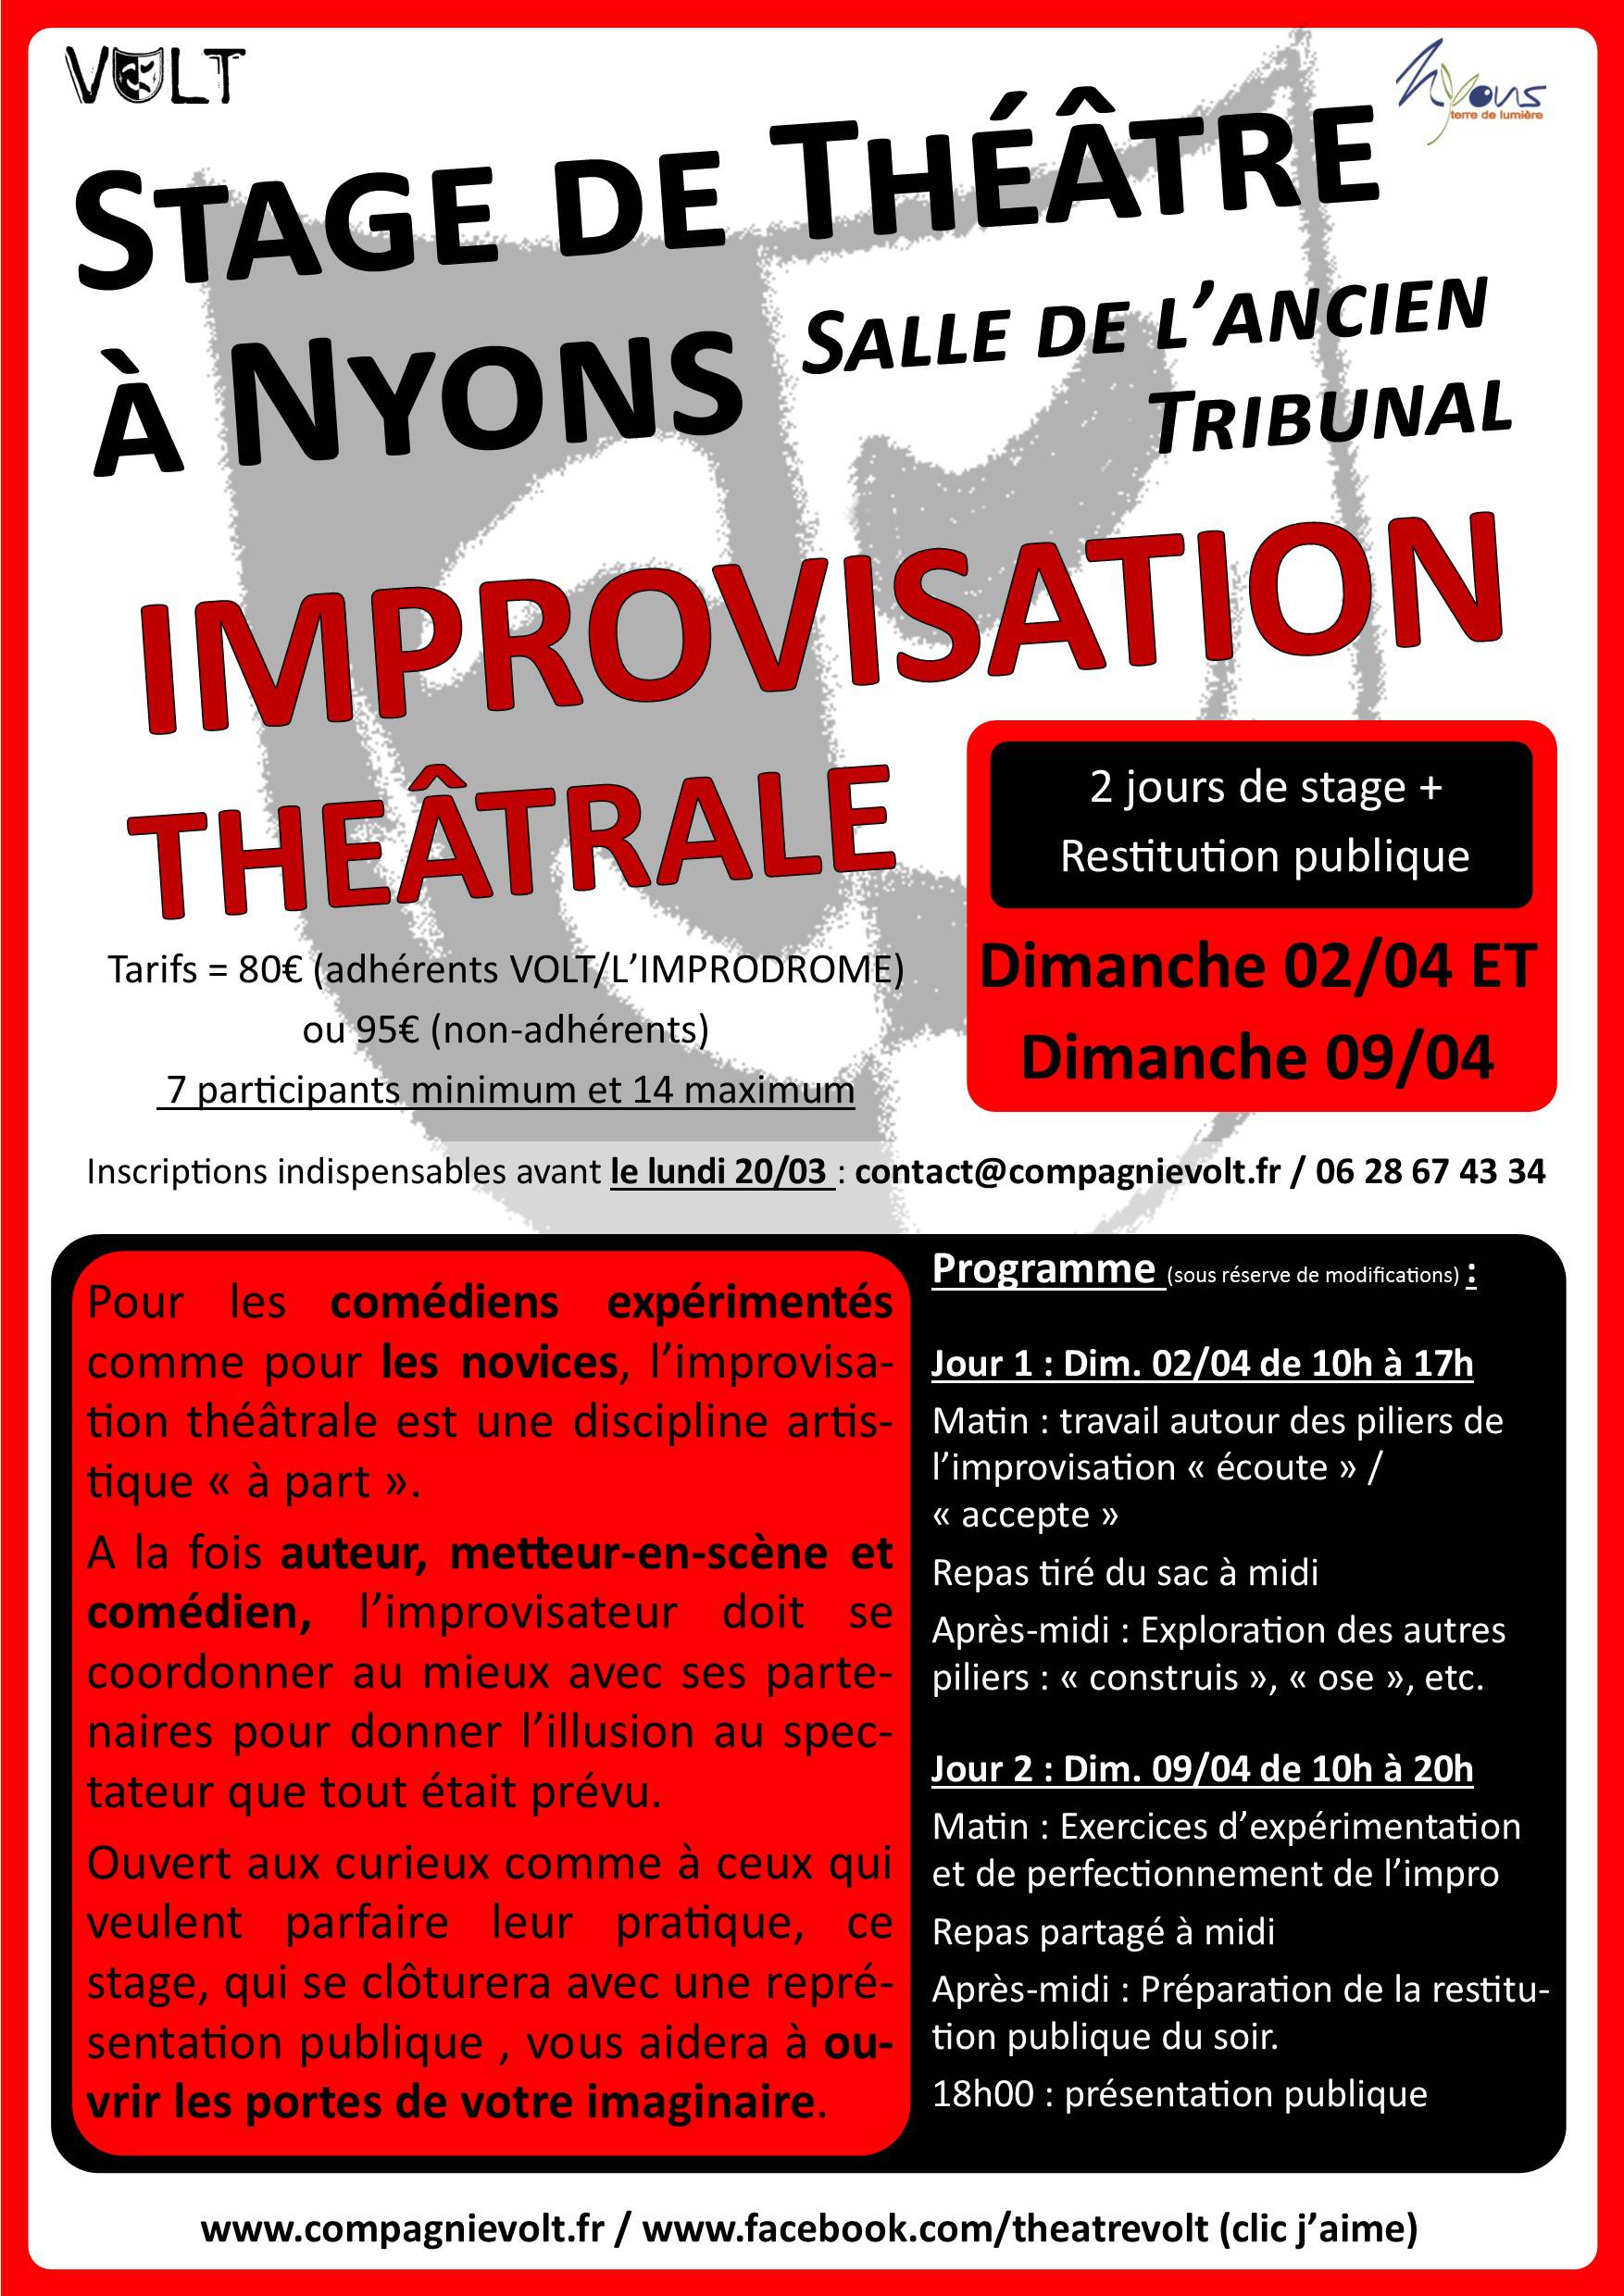 VOLT
Nyons
terre de lumière
STAGE DE THÉÂTRE
À NYONS
SALLE DE L’ANCIEN
TRIBUNAL
IMPROVISATION
THEÂTRALE
2 jours de stage +
Restitution publique
Dimanche 02/04 ET
Dimanche 09/04
Tarifs = 80€ (adhérents VOLT/L’IMPRODROME)
ou 95€ (non-adhérents)
7 participants minimum et 14 maximum
Inscriptions indispensables avant le lundi 20/03 : contact@compagnievolt.fr / 06 28 67 43 34
Pour les comédiens expérimentés
comme pour les novices, l’improvisa-
tion théâtrale est une discipline artis-
tique « à part ».
A la fois auteur, metteur-en-scène et
comédien, l’improvisateur doit se
coordonner au mieux avec ses parte-
naires pour donner l’illusion au spec-
tateur que tout était prévu.
Ouvert aux curieux comme à ceux qui
veulent parfaire leur pratique, ce
stage, qui se clôturera avec une repré-
sentation publique , vous aidera à ou-
vrir les portes de votre imaginaire.
Programme (sous réserve de modifications) :
Jour 1 : Dim. 02/04 de 10h à 17h
Matin : travail autour des piliers de
l’improvisation « écoute » /
« accepte »
Repas tiré du sac à midi
Après-midi : Exploration des autres
piliers : « construis », « ose », etc.
Jour 2 : Dim. 09/04 de 10h à 20h
Matin : Exercices d’expérimentation
et de perfectionnement de l’impro
Repas partagé à midi
Après-midi : Préparation de la restitu-
tion publique du soir.
18h00 : présentation publique
www.compagnievolt.fr / www.facebook.com/theatrevolt (clic j’aime)